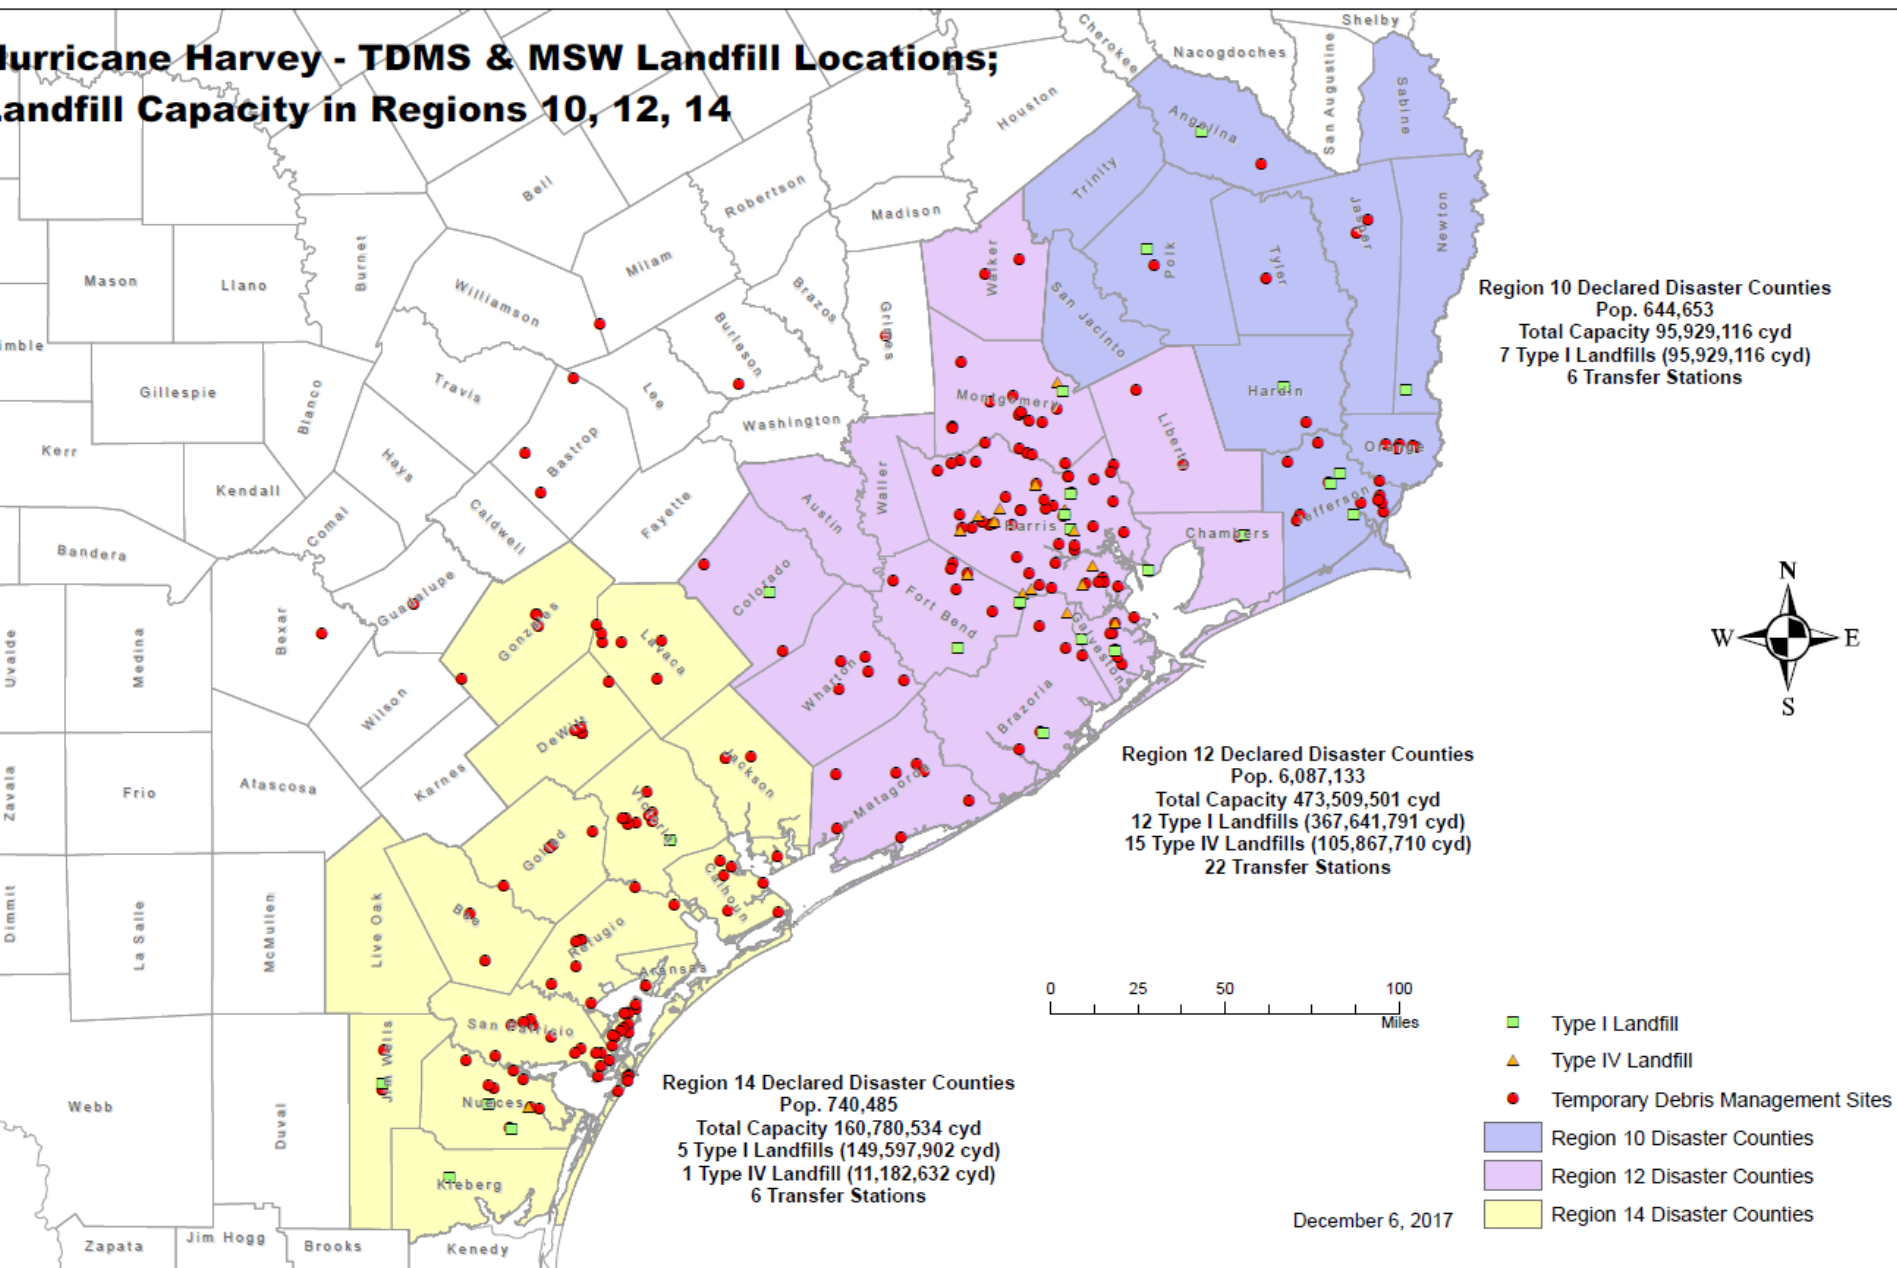 Hurricane Harvey - TDMS & MSW Landfill Locations;
Landfill Capacity in Regions 10, 12, 14
Shelby
Cherokee
Nacogdoches
San Augustine
Sabine
Houston
Angelina
Trinity
Bell
Robertson
Madison
Milam
Burnet
Mason
Llano
Williamson
Brazos
Burleson
Grimes
Walker
San Jacinto
Polk
Tyler
Jasper
Newton
Region 10 Declared Disaster Counties
Pop. 644,653
Total Capacity 95,929,116 cyd
7 Type I Landfills (95,929,116 cyd)
6 Transfer Stations
imble
Gillespie
Blanco
Travis
Lee
Washington
Montgomery
Liberty
Hardin
Orange
Kerr
Kendall
Hays
Bastrop
Fayette
Austin
Waller
Harris
Chambers
Jefferson
Bandera
Comal
Caldwell
Guadalupe
Colorado
Fort Bend
Galveston
Uvalde
Medina
Bexar
Wilson
Gonzales
Lavaca
Wharton
Brazoria
N
W
E
S
Zavala
Frio
Atascosa
Karnes
DeWitt
Jackson
Matagorda
Region 12 Declared Disaster Counties
Pop. 6,087,133
Total Capacity 473,509,501 cyd
12 Type I Landfills (367,641,791 cyd)
15 Type IV Landfills (105,867,710 cyd)
22 Transfer Stations
Victoria
Goliad
Calhoun
Dimmit
La Salle
McMullen
Live Oak
Bee
Refugio
Aransas
San Patricio
0 25 50 100
Miles
Webb
Duval
Jim Wells
Nueces
Kleberg
Region 14 Declared Disaster Counties
Pop. 740,485
Total Capacity 160,780,534 cyd
5 Type I Landfills (149,597,902 cyd)
1 Type IV Landfill (11,182,632 cyd)
6 Transfer Stations
Type I Landfill
Type IV Landfill
Temporary Debris Management Sites
Region 10 Disaster Counties
Region 12 Disaster Counties
Region 14 Disaster Counties
December 6, 2017
Zapata
Jim Hogg
Brooks
Kenedy